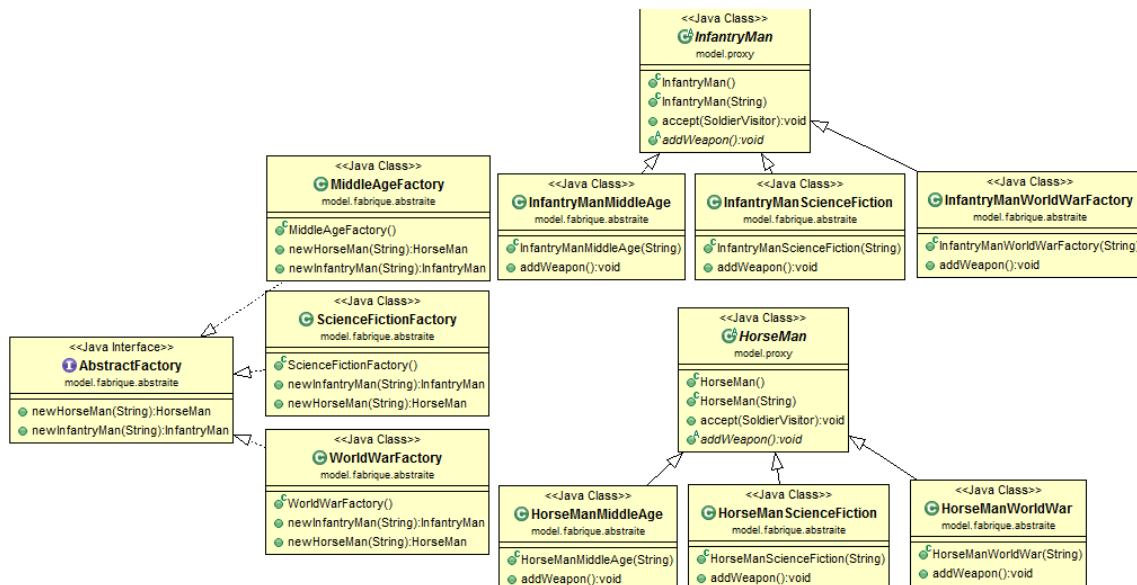 <<Java Class>>
InfantryMan
model.proxy
InfantryMan()
InfantryMan(String)
accept(SoldierVisitor):void
addWeapon():void
<<Java Class>>
MiddleAgeFactory
model.fabrique.abstraite
MiddleAgeFactory()
newHorseMan(String):HorseMan
newInfantryMan(String):InfantryMan
<<Java Class>>
InfantryManMiddleAge
model.fabrique.abstraite
InfantryManMiddleAge(String)
addWeapon():void
<<Java Class>>
InfantryManScienceFiction
model.fabrique.abstraite
InfantryManScienceFiction(String)
addWeapon():void
<<Java Class>>
InfantryManWorldWarFactory
model.fabrique.abstraite
InfantryManWorldWarFactory(String)
addWeapon():void
<<Java Class>>
ScienceFictionFactory
model.fabrique.abstraite
ScienceFictionFactory()
newInfantryMan(String):InfantryMan
newHorseMan(String):HorseMan
<<Java Interface>>
AbstractFactory
model.fabrique.abstraite
newHorseMan(String):HorseMan
newInfantryMan(String):InfantryMan
<<Java Class>>
HorseMan
model.proxy
HorseMan()
HorseMan(String)
accept(SoldierVisitor):void
addWeapon():void
<<Java Class>>
WorldWarFactory
model.fabrique.abstraite
WorldWarFactory()
newInfantryMan(String):InfantryMan
newHorseMan(String):HorseMan
<<Java Class>>
HorseManMiddleAge
model.fabrique.abstraite
HorseManMiddleAge(String)
addWeapon():void
<<Java Class>>
HorseManScienceFiction
model.fabrique.abstraite
HorseManScienceFiction(String)
addWeapon():void
<<Java Class>>
HorseManWorldWar
model.fabrique.abstraite
HorseManWorldWar(String)
addWeapon():void